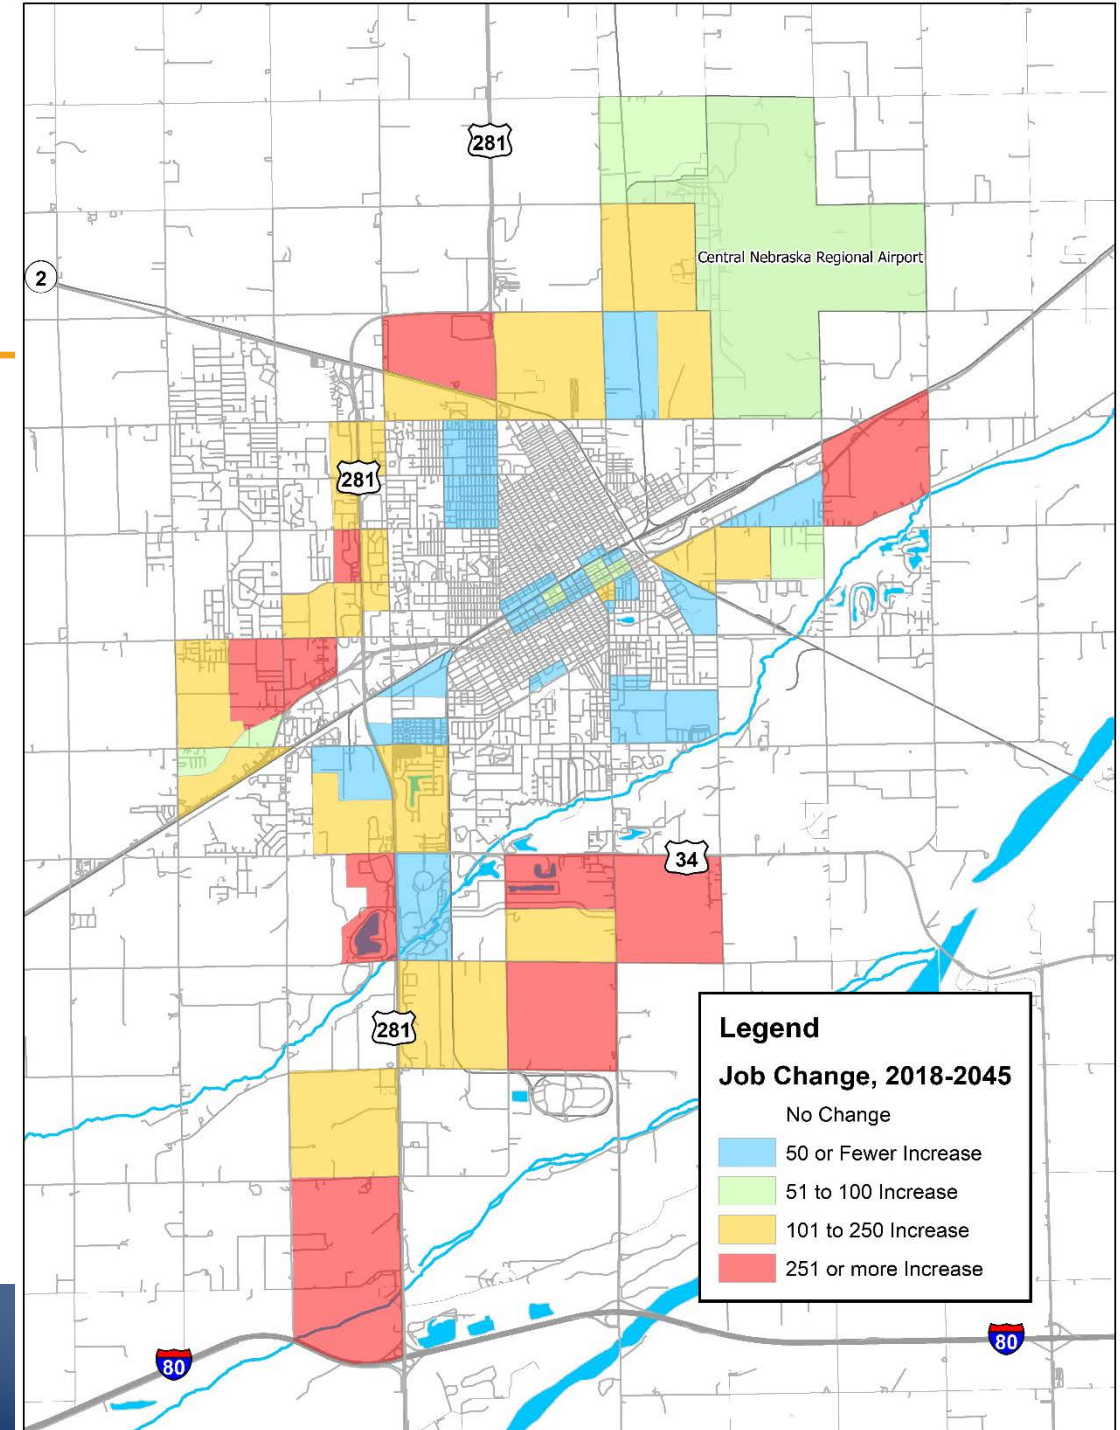 281
Central Nebraska Regional Airport
2
281
34
281
Legend
Job Change, 2018-2045
No Change
50 or Fewer Increase
51 to 100 Increase
101 to 250 Increase
251 or more Increase
80
80